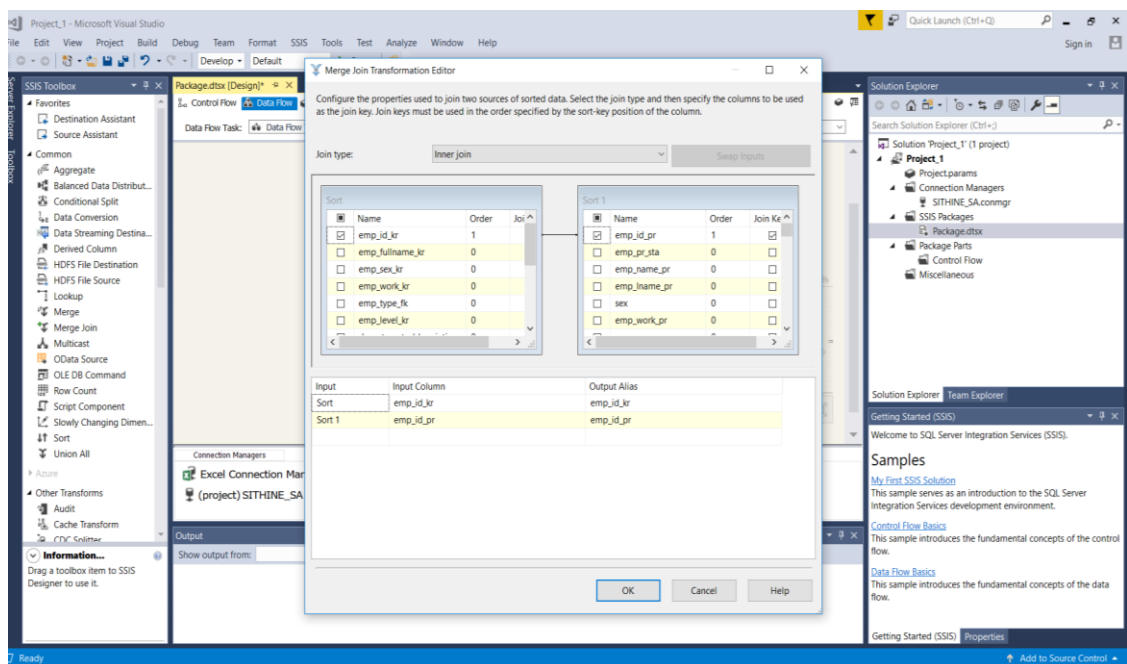 Project_1 - Microsoft Visual Studio
Quick Launch (Ctrl+Q)
File Edit View Project Build Debug Team Format SSIS Tools Test Analyze Window Help
Sign in
Develop Default
SSIS Toolbox
Favorites
Destination Assistant
Source Assistant
Common
Aggregate
Balanced Data Distribut...
Conditional Split
Data Conversion
Data Streaming Destina...
Derived Column
HDFS File Destination
HDFS File Source
Lookup
Merge
Merge Join
Multicast
OData Source
OLE DB Command
Row Count
Script Component
Slowly Changing Dimen...
Sort
Union All
Azure
Other Transforms
Audit
Cache Transform
CDC Splitter
Information...
Drag a toolbox item to SSIS
Designer to use it.
Server Explorer
Toolbox
Package.dtsx [Design]*
Control Flow Data Flow
Data Flow Task: Data Flow
Connection Managers
Excel Connection Mar
(project) SITHINE_SA
Output
Show output from:
Merge Join Transformation Editor
Configure the properties used to join two sources of sorted data. Select the join type and then specify the columns to be used
as the join key. Join keys must be used in the order specified by the sort-key position of the column.
Join type: Inner join Swap Inputs
Sort
Name Order Joi
emp_id_kr 1
emp_fullname_kr 0
emp_sex_kr 0
emp_work_kr 0
emp_type_fk 0
emp_level_kr 0
Sort 1
Name Order Join Ke
emp_id_pr 1
emp_pr_sta 0
emp_name_pr 0
emp_lname_pr 0
sex 0
emp_work_pr 0
Input Input Column Output Alias
Sort emp_id_kr emp_id_kr
Sort 1 emp_id_pr emp_id_pr
OK Cancel Help
Solution Explorer
Search Solution Explorer (Ctrl+;)
Solution 'Project_1' (1 project)
Project_1
Project.params
Connection Managers
SITHINE_SA.conmgr
SSIS Packages
Package.dtsx
Package Parts
Control Flow
Miscellaneous
Solution Explorer Team Explorer
Getting Started (SSIS)
Welcome to SQL Server Integration Services (SSIS).
Samples
My First SSIS Solution
This sample serves as an introduction to the SQL Server
Integration Services development environment.
Control Flow Basics
This sample introduces the fundamental concepts of the control
flow.
Data Flow Basics
This sample introduces the fundamental concepts of the data
flow.
Getting Started (SSIS) Properties
Ready
Add to Source Control